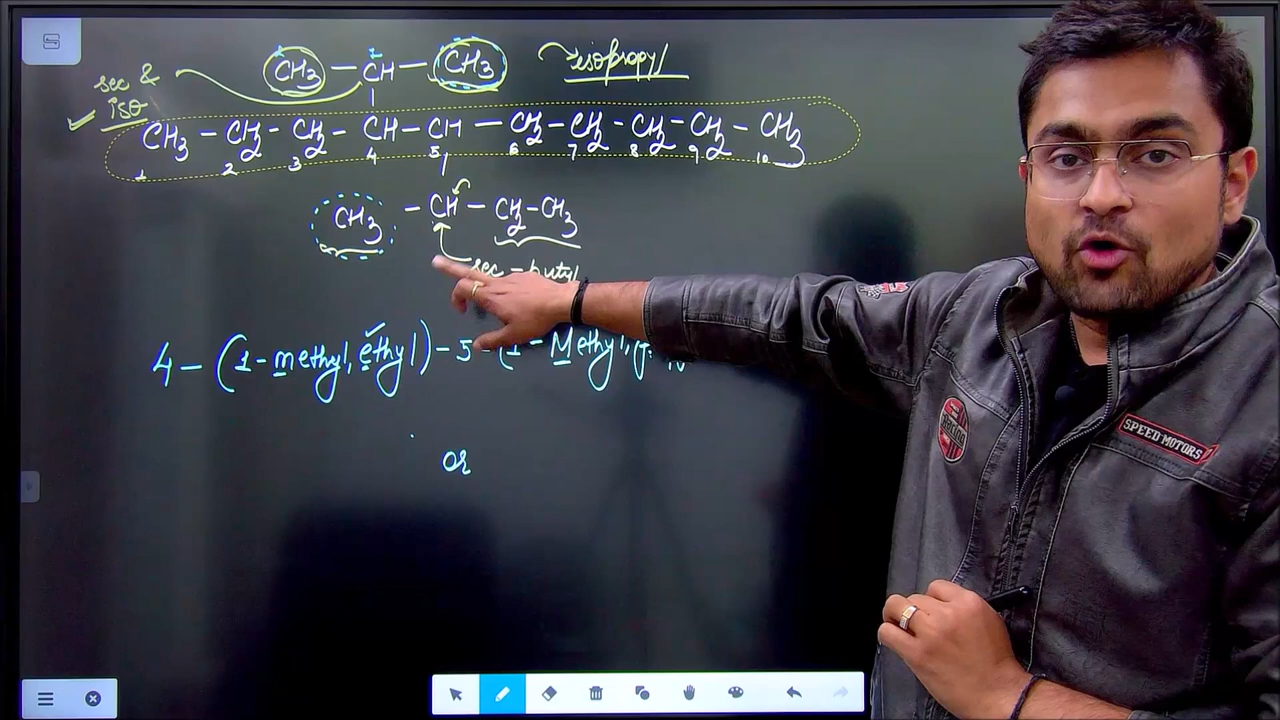 CH3 – CH – CH3 isopropyl
sec &
iso
CH3 – CH2 – CH2 – CH – CH – CH2 – CH2 – CH2 – CH2 – CH3
1 2 3 4 5 6 7 8 9 10
CH3 – CH – CH2 – CH3
sec – butyl
4 – (1 – methyl, ethyl) – 5 – (1 – Methyl,
or
Racing
SPEED MOTORS